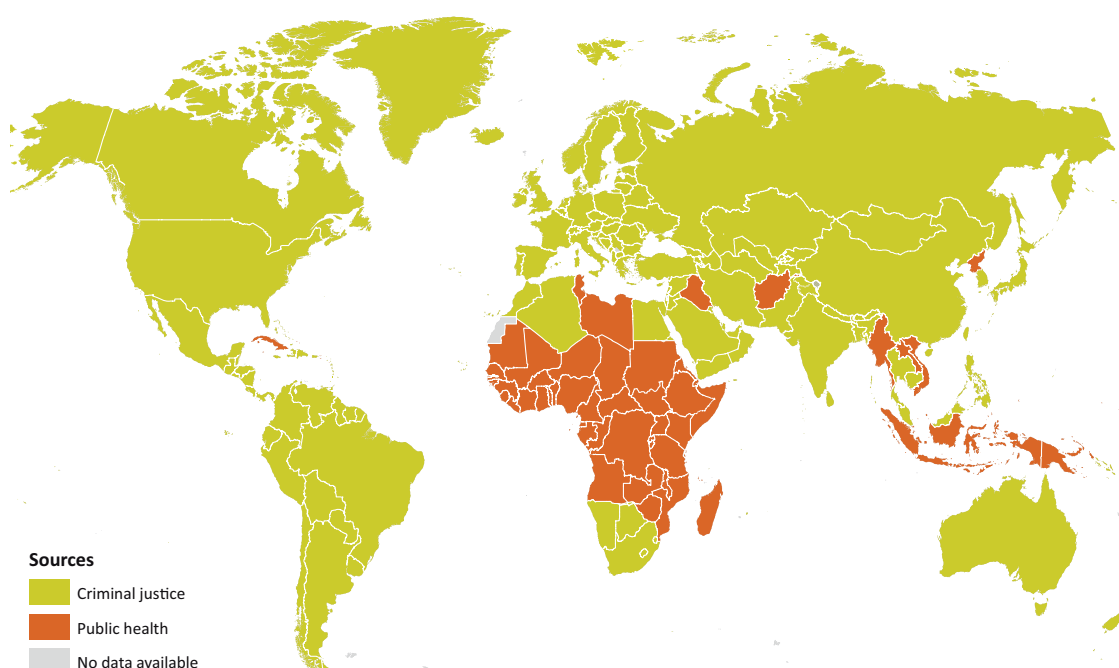 Sources
Criminal justice
Public health
No data available